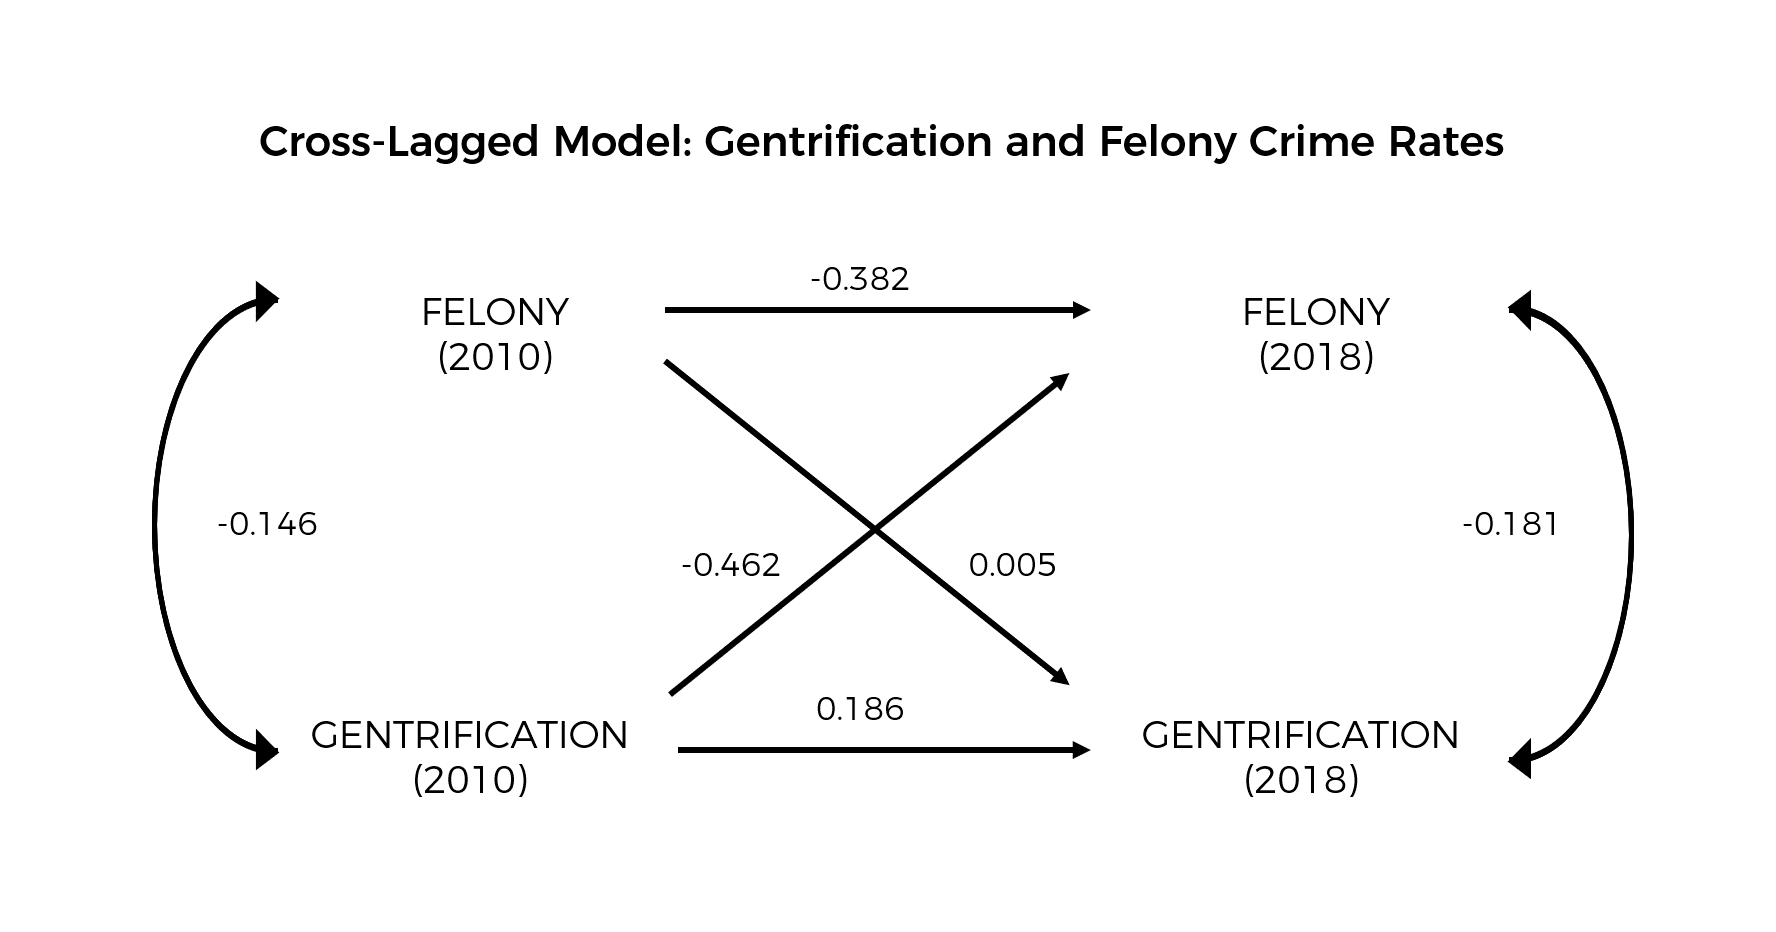 Cross-Lagged Model: Gentrification and Felony Crime Rates
-0.382
FELONY
(2010)
FELONY
(2018)
-0.146
-0.181
-0.462
0.005
0.186
GENTRIFICATION
(2010)
GENTRIFICATION
(2018)